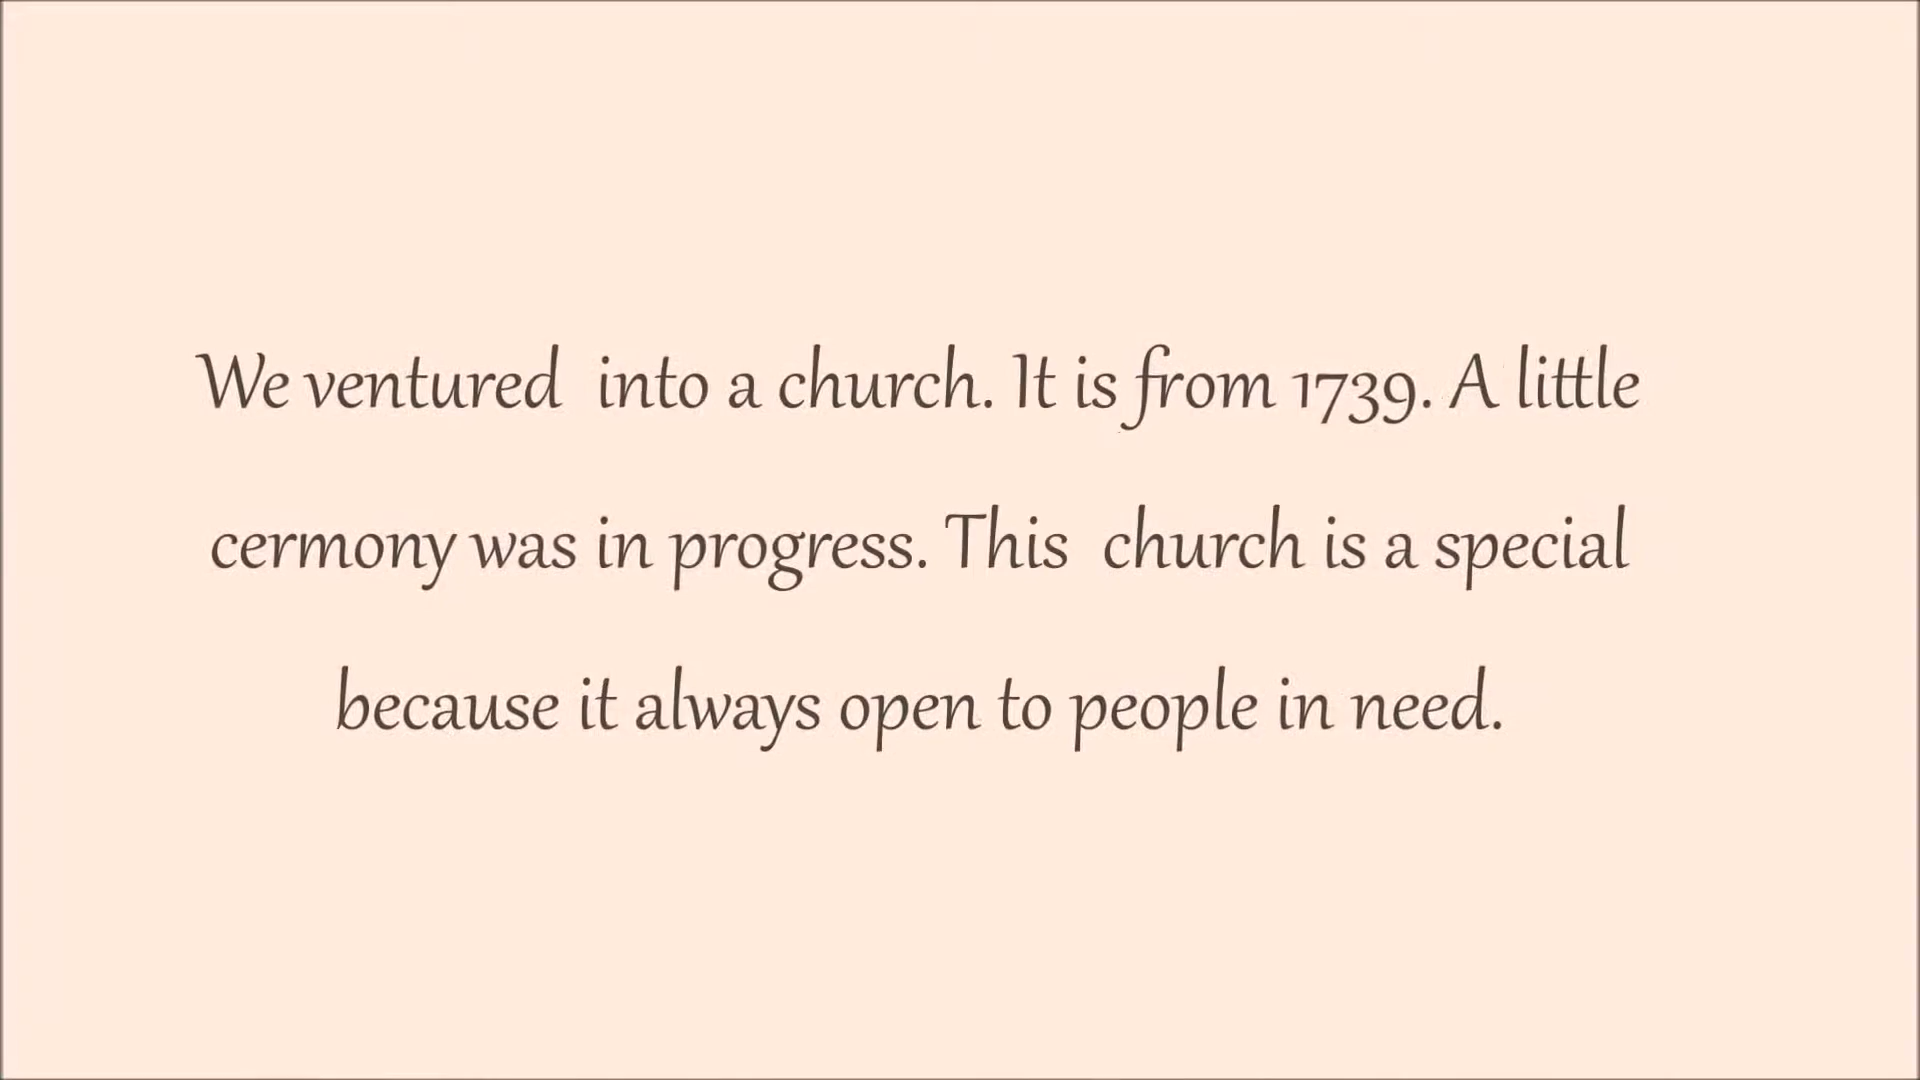 We ventured  into a church. It is from 1739. A little
cermony was in progress. This  church is a special
because it always open to people in need.